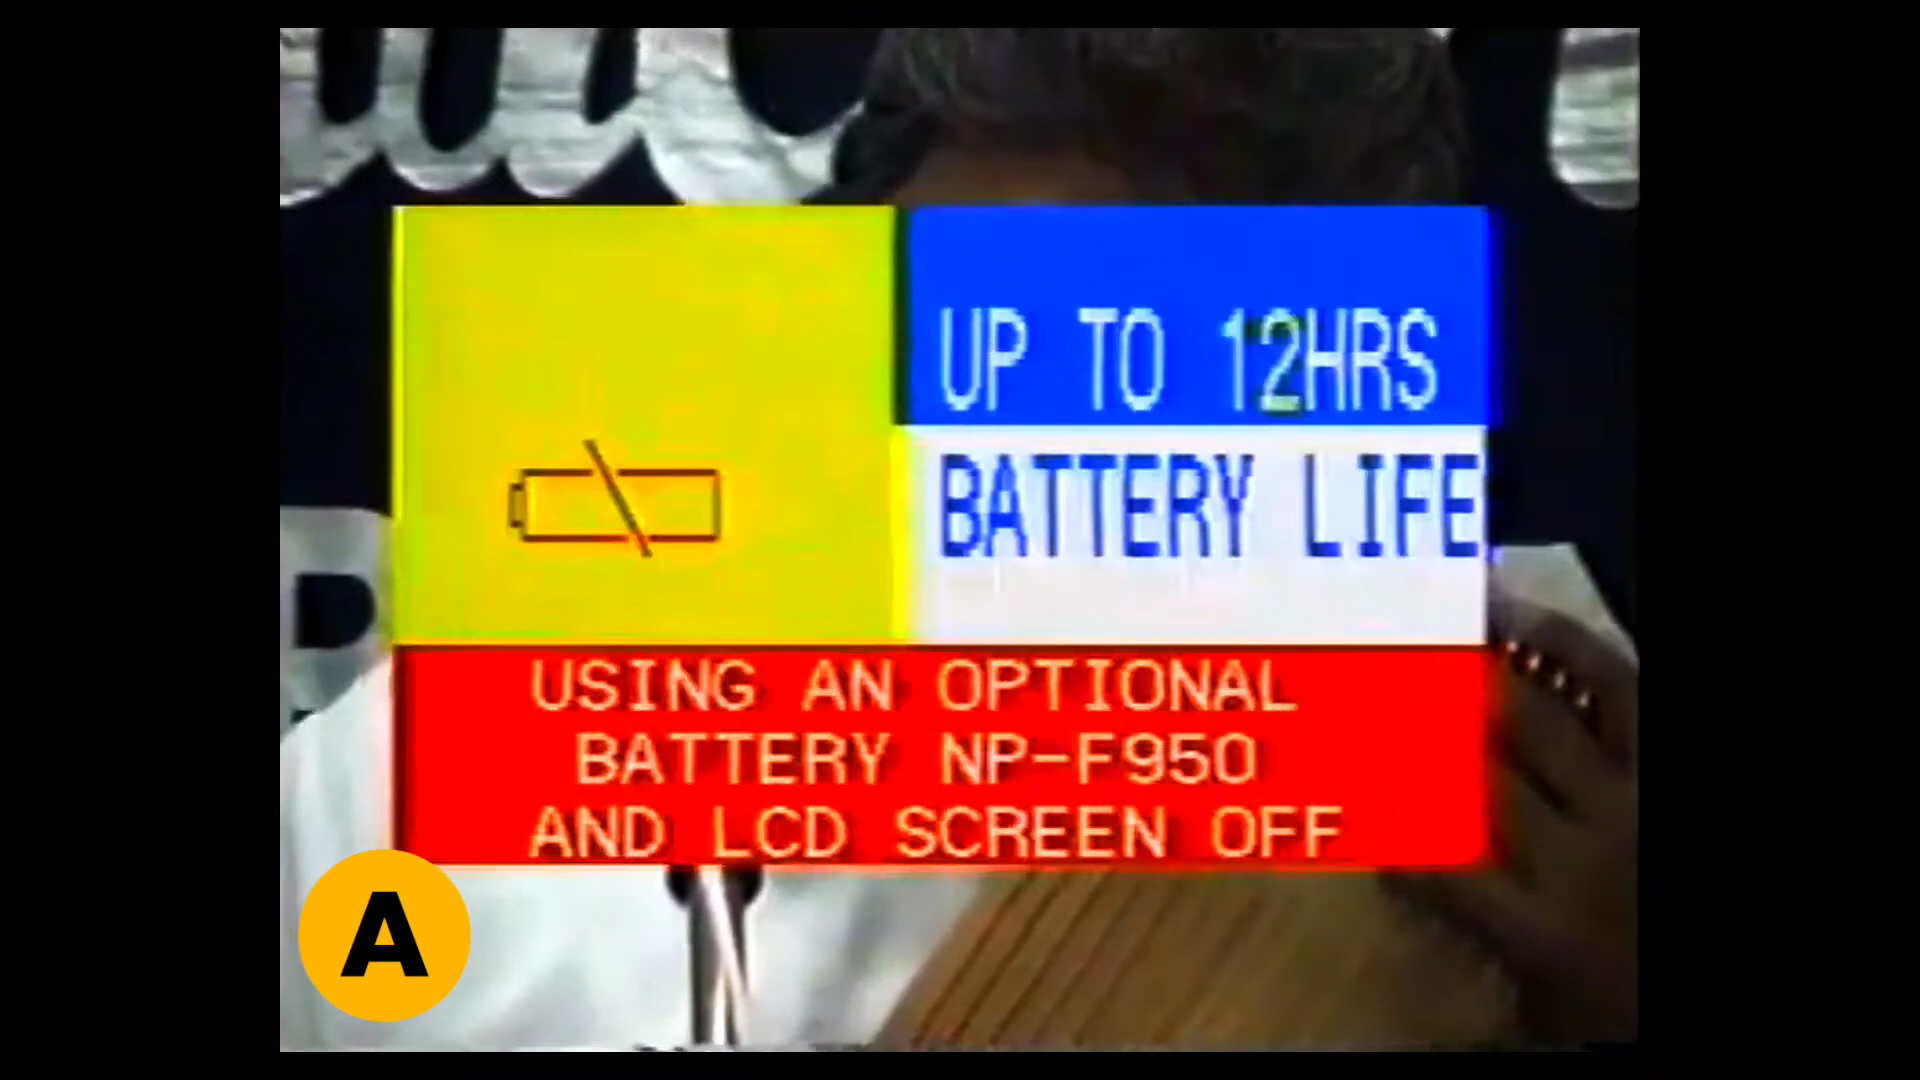 UP TO 12HRS
BATTERY LIFE
USING AN OPTIONAL
BATTERY NP-F950
AND LCD SCREEN OFF
A